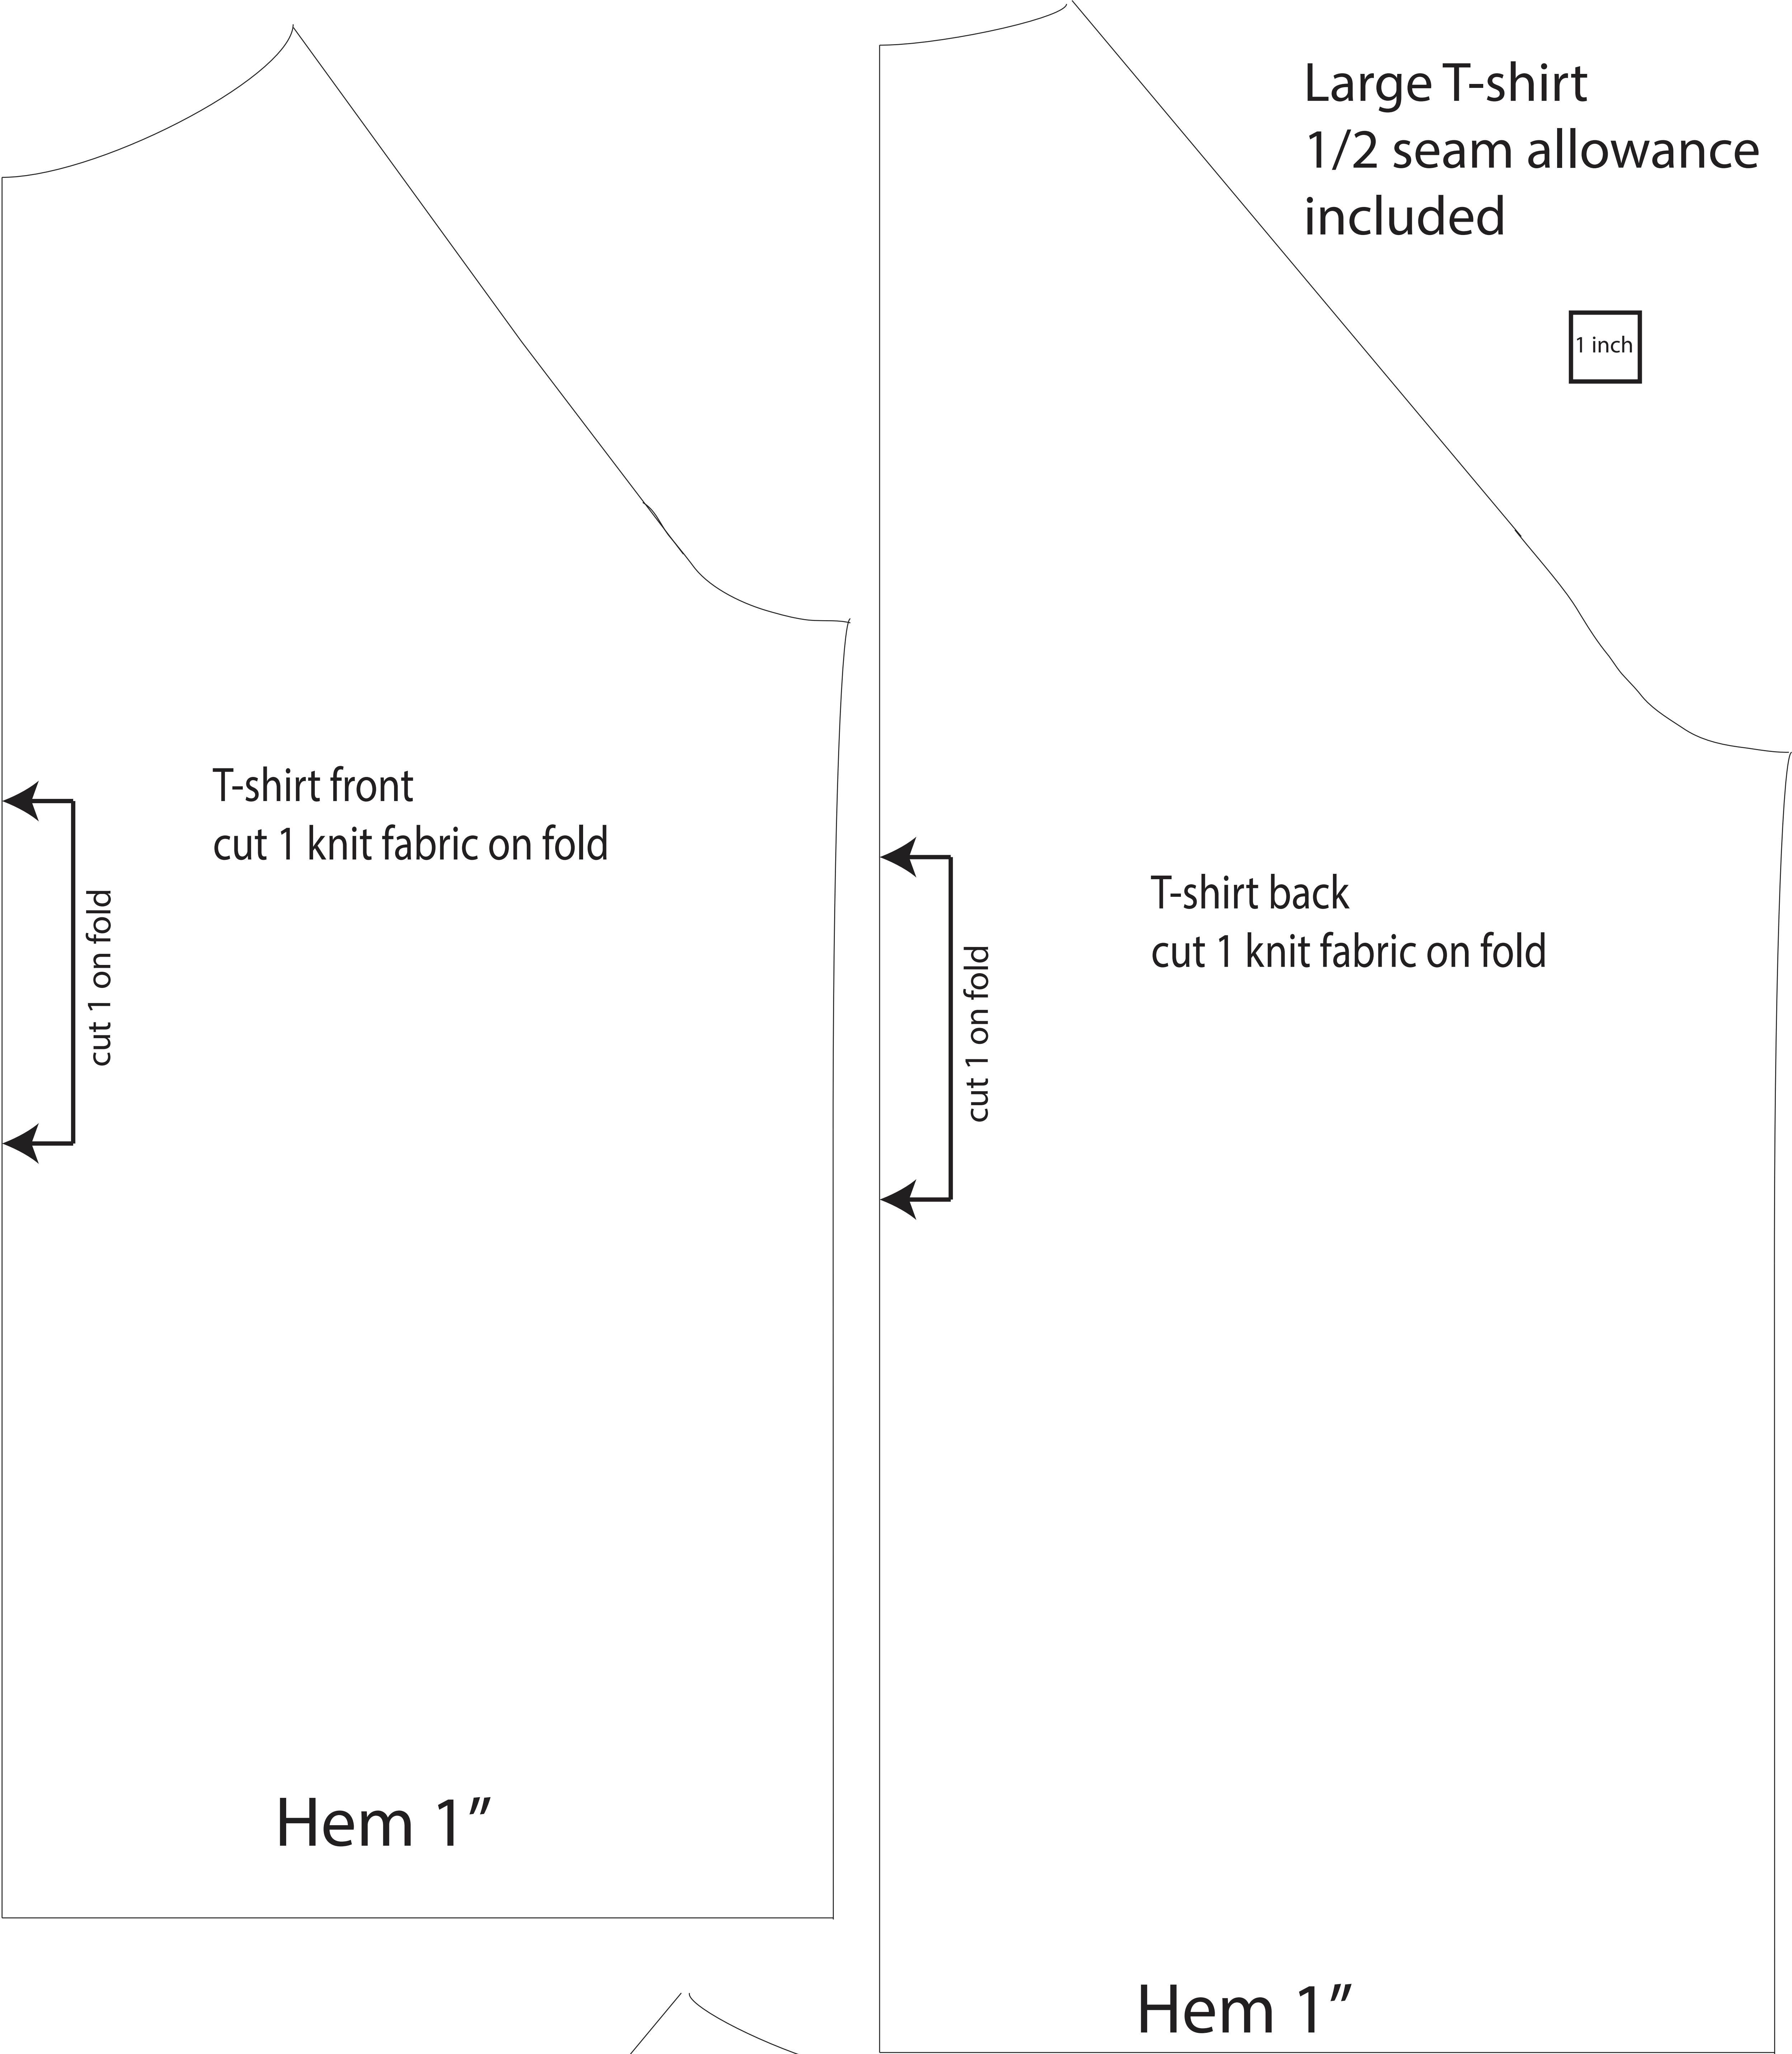 Large T-shirt
1/2 seam allowance
included
1 inch
T-shirt front
cut 1 knit fabric on fold
cut 1 on fold
Hem 1”
T-shirt back
cut 1 knit fabric on fold
cut 1 on fold
Hem 1”